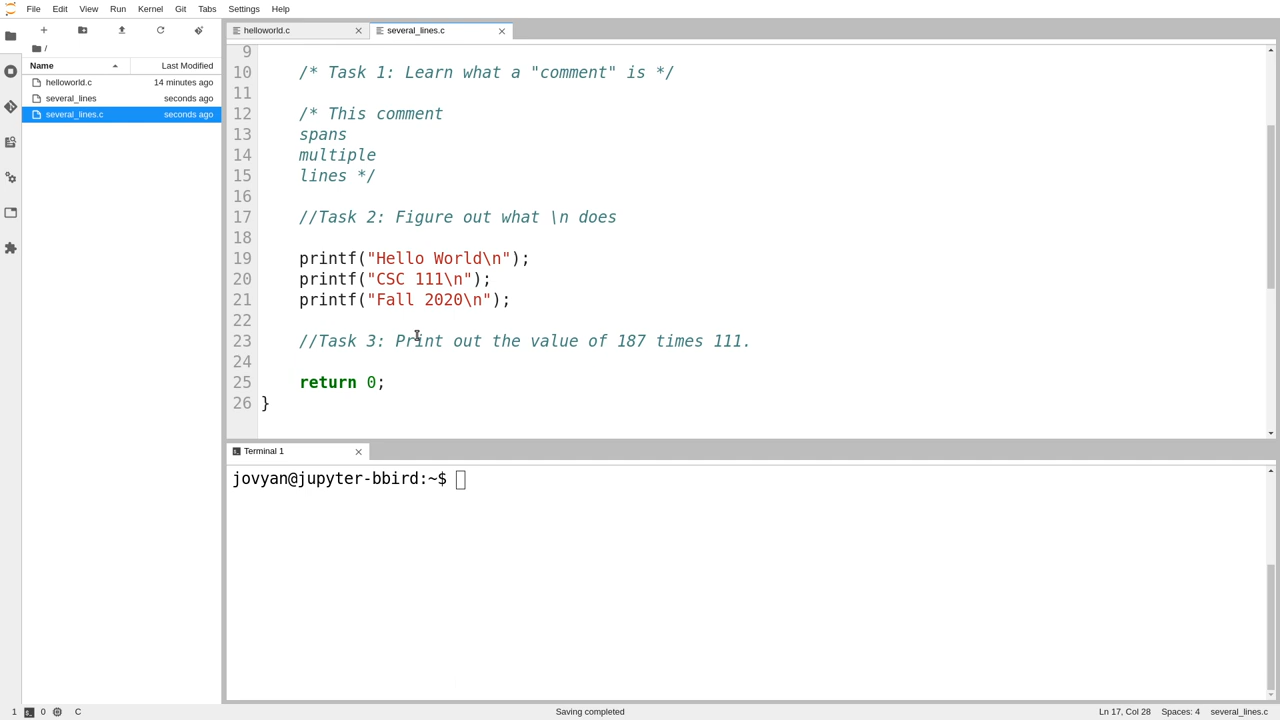 File Edit View Run Kernel Git Tabs Settings Help
helloworld.c several_lines.c
/
Name Last Modified
helloworld.c 14 minutes ago
several_lines seconds ago
several_lines.c seconds ago
9
10 /* Task 1: Learn what a "comment" is */
11
12 /* This comment
13 spans
14 multiple
15 lines */
16
17 //Task 2: Figure out what \n does
18
19 printf("Hello World\n");
20 printf("CSC 111\n");
21 printf("Fall 2020\n");
22
23 //Task 3: Print out the value of 187 times 111.
24
25 return 0;
26 }
Terminal 1
jovyan@jupyter-bbird:~$
1 0 C Saving completed Ln 17, Col 28 Spaces: 4 several_lines.c